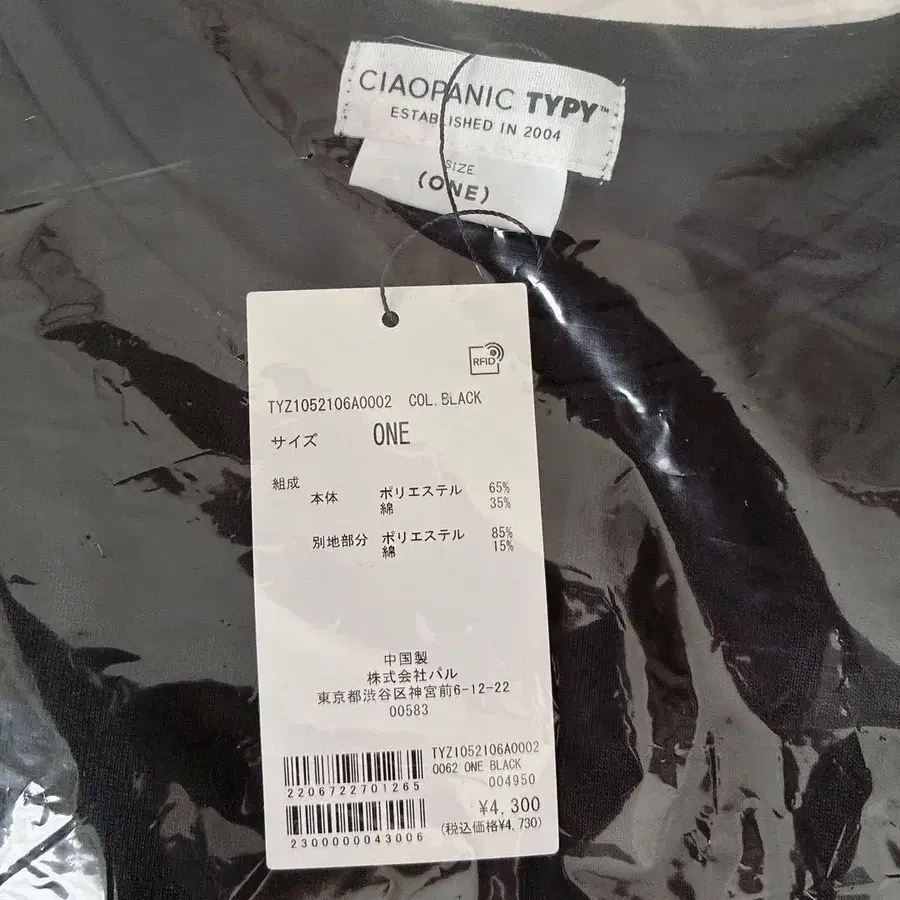 CIAOPANIC TYPY™
ESTABLISHED IN 2004
SIZE
(ONE)
RFID
TYZ1052106A0002 COL.BLACK
サイズ ONE
組成
本体 ポリエステル 65%
綿 35%
別地部分 ポリエステル 85%
綿 15%
中国製
株式会社パル
東京都渋谷区神宮前6-12-22
00583
TYZ1052106A0002
0062 ONE BLACK
004950
2206722701265
¥4,300
(税込価格¥4,730)
2300000043006